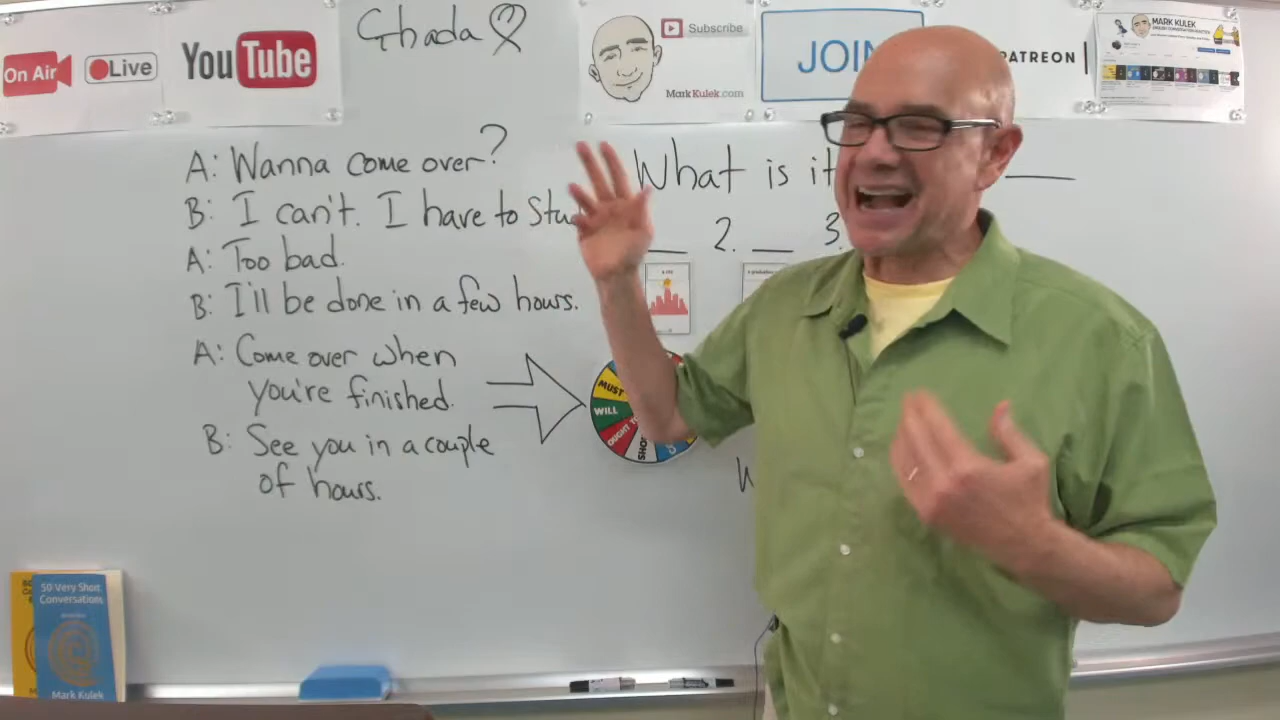 On Air
Live
YouTube
Ghada
Subscribe
MarkKulek.com
JOIN
PATREON
MARK KULEK
A: Wanna come over?
B: I can't. I have to
A: Too bad.
B: I'll be done in a few hours.
A: Come over when
you're finished.
B: See you in a couple
of hours.
What is it
2. 3.
MUST
WILL
50 Very Short
Conversations
Mark Kulek